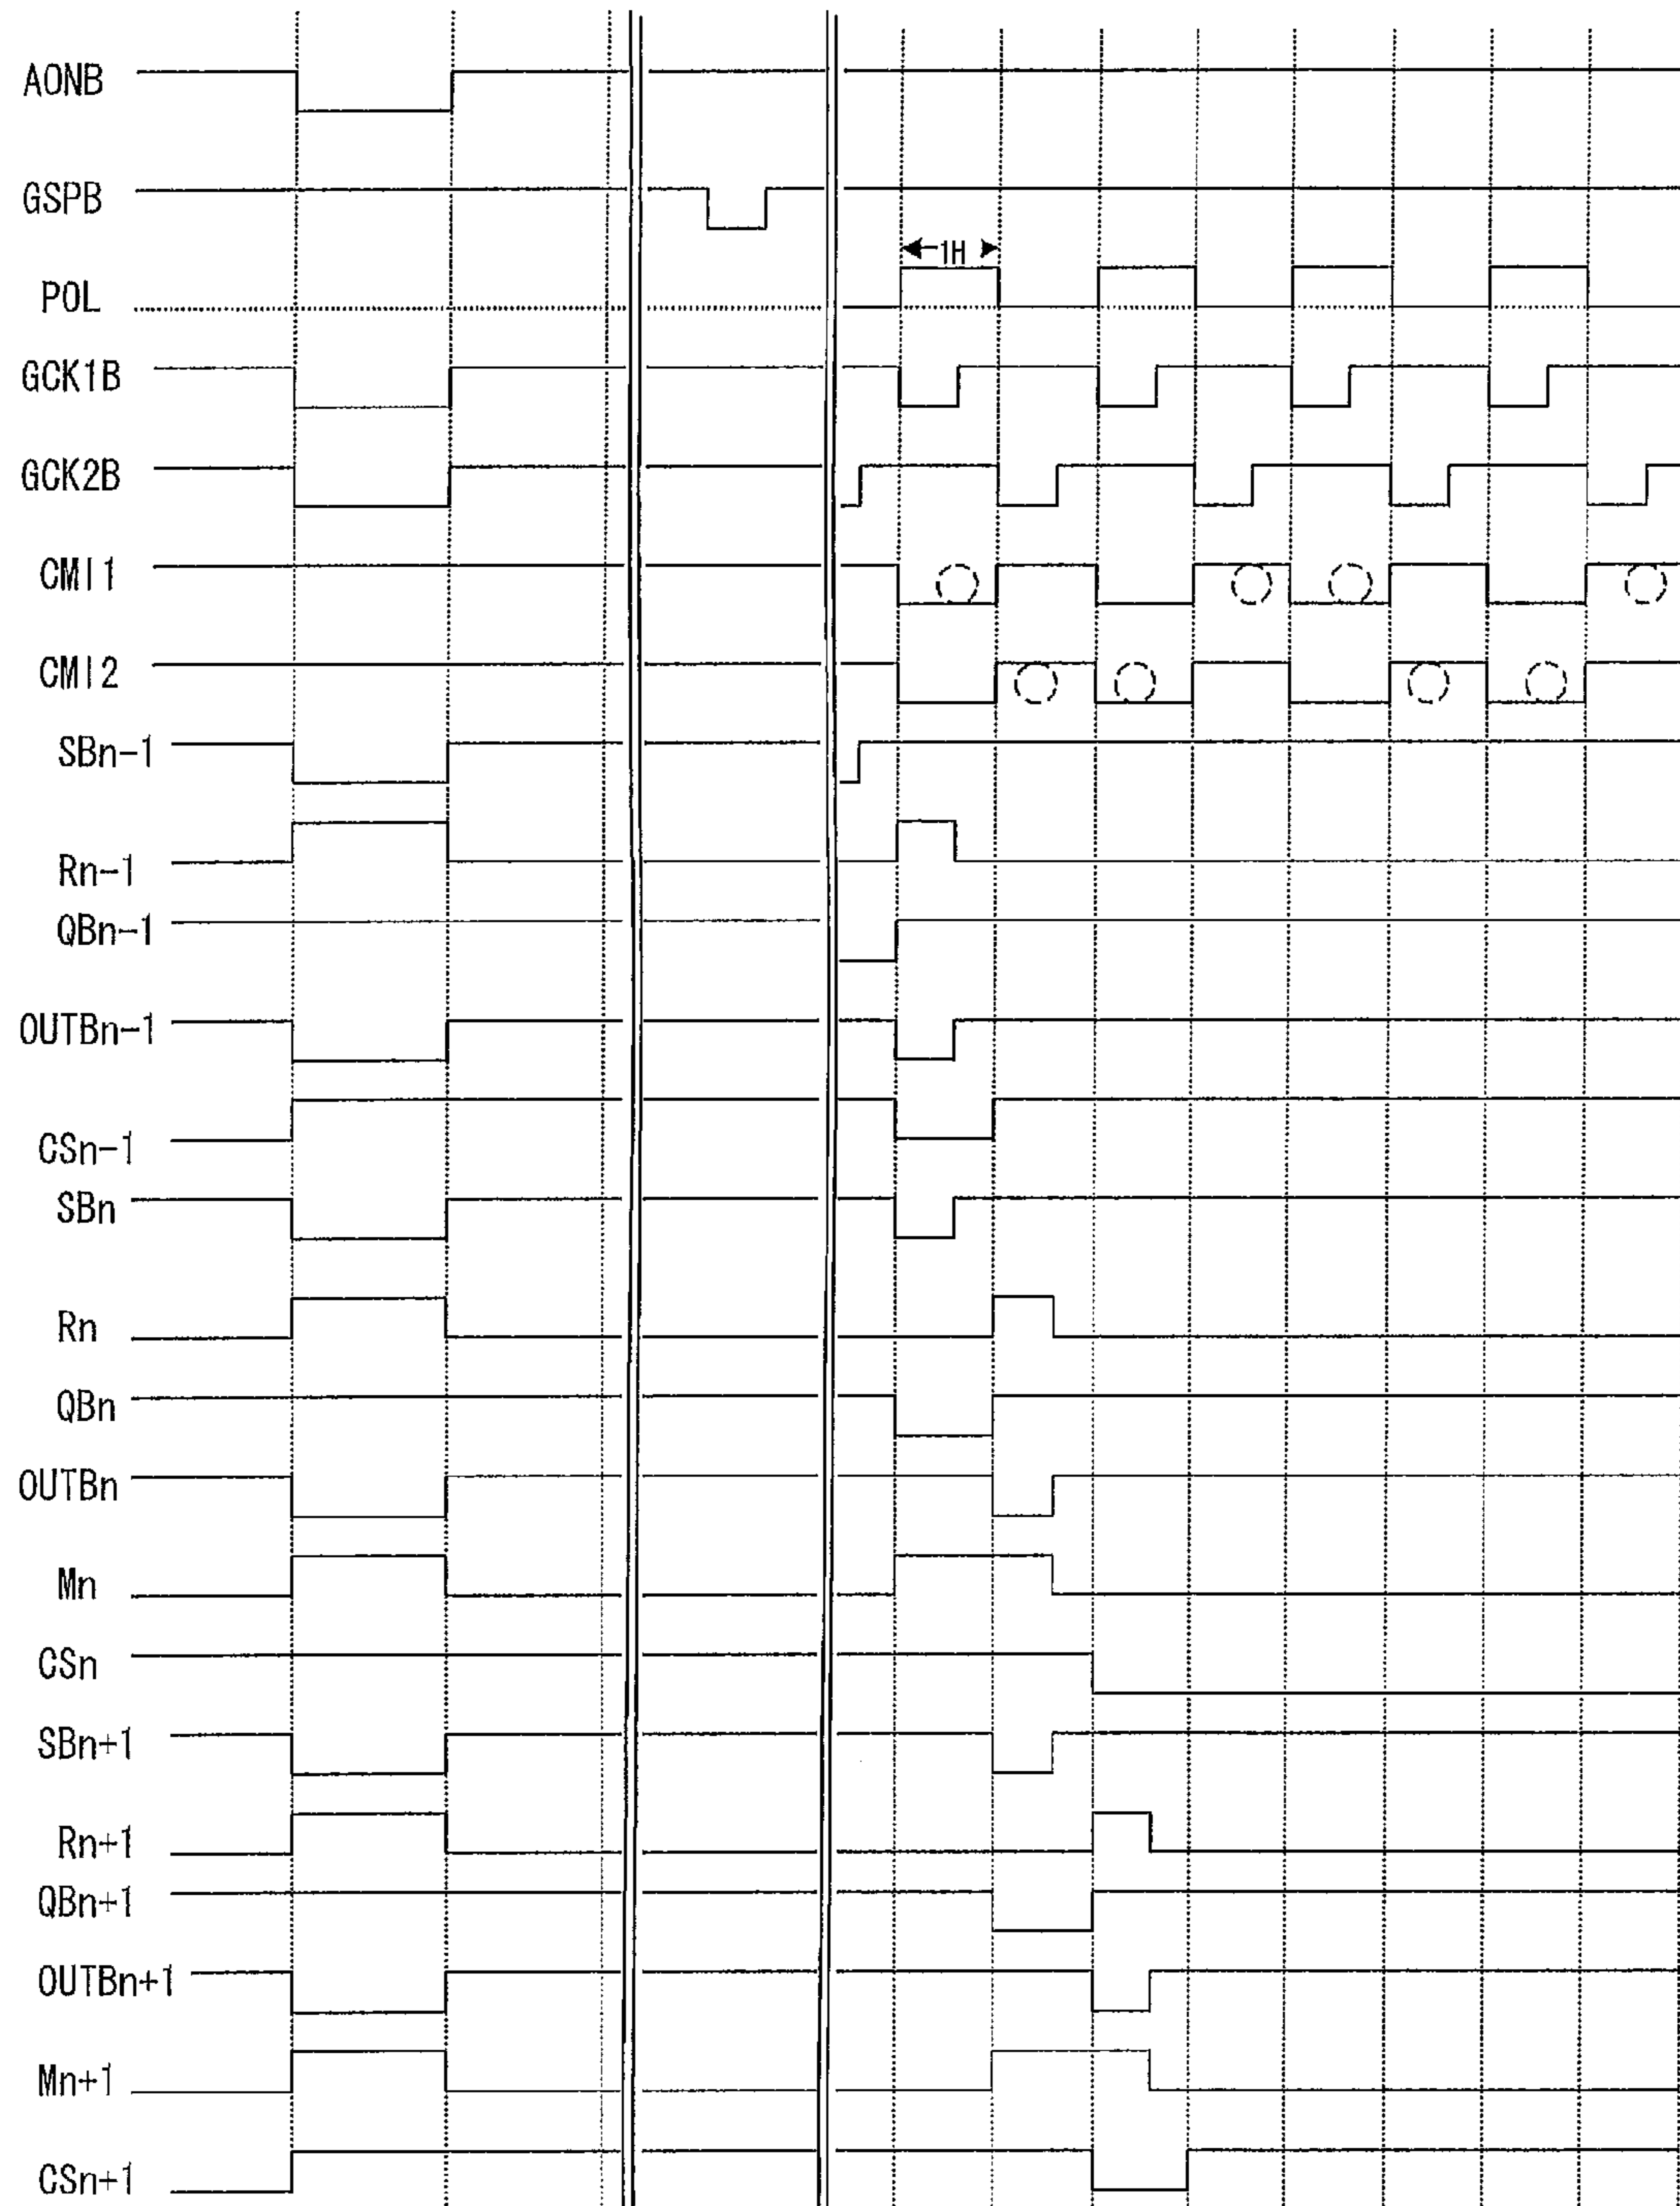 AONB
GSPB
1H
POL
GCK1B
GCK2B
CMI1
CMI2
SBn-1
Rn-1
QBn-1
OUTBn-1
CSn-1
SBn
Rn
QBn
OUTBn
Mn
CSn
SBn+1
Rn+1
QBn+1
OUTBn+1
Mn+1
CSn+1